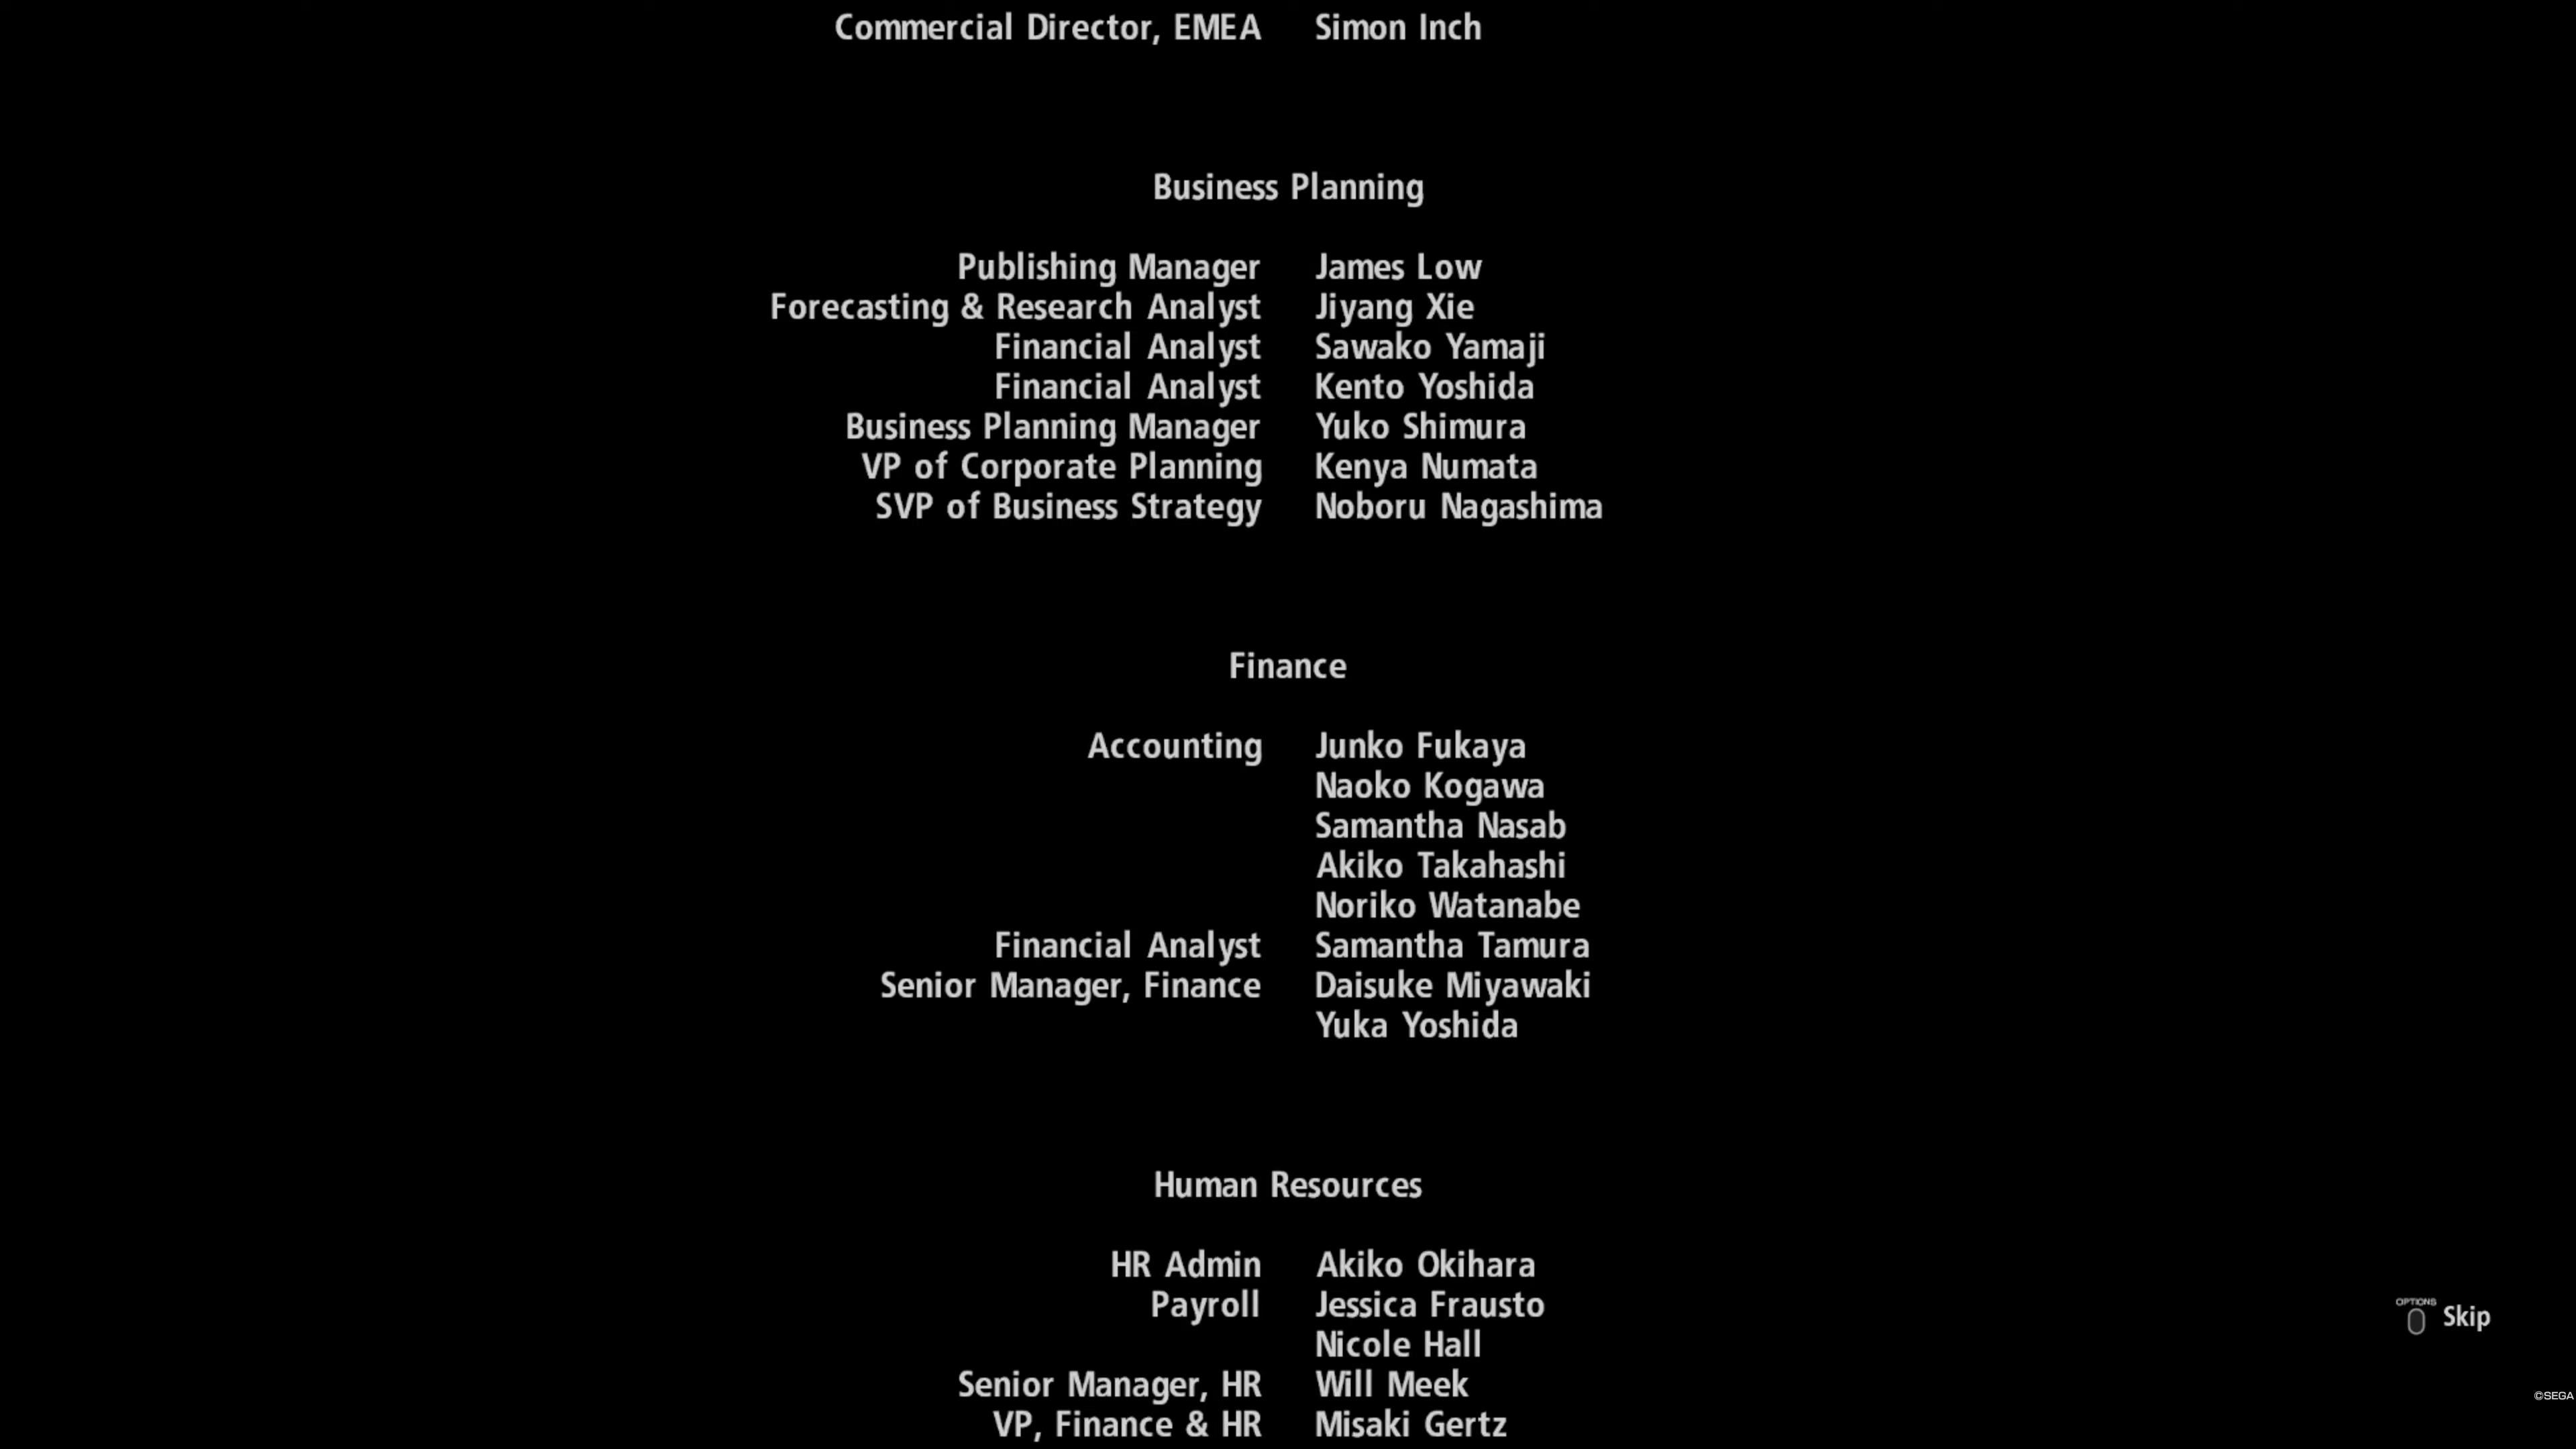 Commercial Director, EMEA Simon Inch
Business Planning
Publishing Manager James Low
Forecasting & Research Analyst Jiyang Xie
Financial Analyst Sawako Yamaji
Financial Analyst Kento Yoshida
Business Planning Manager Yuko Shimura
VP of Corporate Planning Kenya Numata
SVP of Business Strategy Noboru Nagashima
Finance
Accounting Junko Fukaya
Naoko Kogawa
Samantha Nasab
Akiko Takahashi
Noriko Watanabe
Financial Analyst Samantha Tamura
Senior Manager, Finance Daisuke Miyawaki
Yuka Yoshida
Human Resources
HR Admin Akiko Okihara
Payroll Jessica Frausto
Nicole Hall
Senior Manager, HR Will Meek
VP, Finance & HR Misaki Gertz
OPTIONS Skip
©SEGA